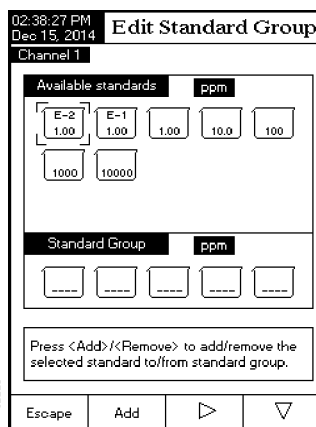 02:38:27 PM
Dec 15, 2014
Edit Standard Group
Channel 1
Available standards ppm
E-2 E-1
1.00 1.00 1.00 10.0 100
1000 10000
Standard Group ppm
---- ---- ---- ---- ----
Press <Add>/<Remove> to add/remove the
selected standard to/from standard group.
Escape Add